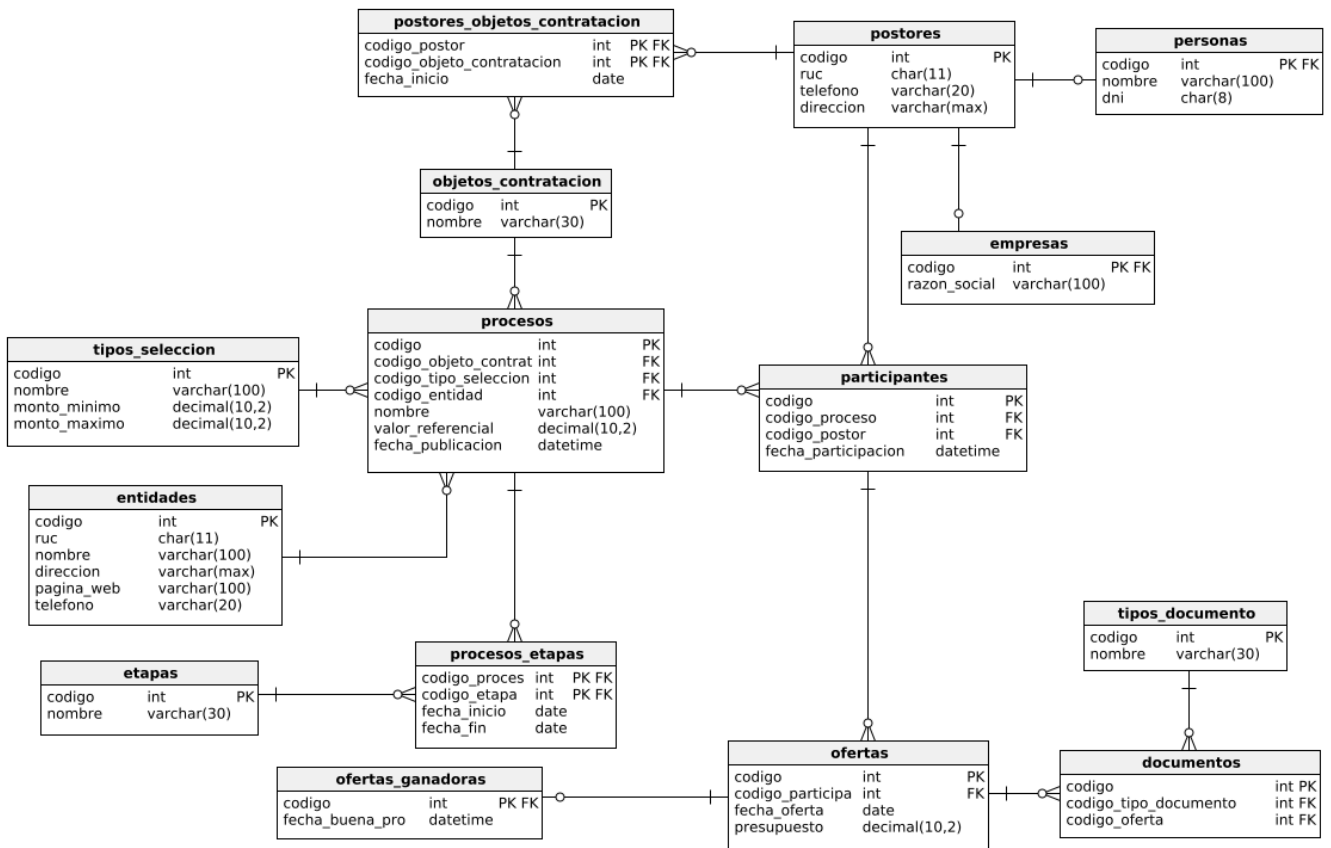 postores_objetos_contratacion
codigo_postor int PK FK
codigo_objeto_contratacion int PK FK
fecha_inicio date
postores
codigo int PK
ruc char(11)
telefono varchar(20)
direccion varchar(max)
personas
codigo int PK FK
nombre varchar(100)
dni char(8)
objetos_contratacion
codigo int PK
nombre varchar(30)
empresas
codigo int PK FK
razon_social varchar(100)
procesos
codigo int PK
codigo_objeto_contrat int FK
codigo_tipo_seleccion int FK
codigo_entidad int FK
nombre varchar(100)
valor_referencial decimal(10,2)
fecha_publicacion datetime
tipos_seleccion
codigo int PK
nombre varchar(100)
monto_minimo decimal(10,2)
monto_maximo decimal(10,2)
participantes
codigo int PK
codigo_proceso int FK
codigo_postor int FK
fecha_participacion datetime
entidades
codigo int PK
ruc char(11)
nombre varchar(100)
direccion varchar(max)
pagina_web varchar(100)
telefono varchar(20)
procesos_etapas
codigo_proces int PK FK
codigo_etapa int PK FK
fecha_inicio date
fecha_fin date
etapas
codigo int PK
nombre varchar(30)
tipos_documento
codigo int PK
nombre varchar(30)
ofertas
codigo int PK
codigo_participa int FK
fecha_oferta date
presupuesto decimal(10,2)
ofertas_ganadoras
codigo int PK FK
fecha_buena_pro datetime
documentos
codigo int PK
codigo_tipo_documento int FK
codigo_oferta int FK